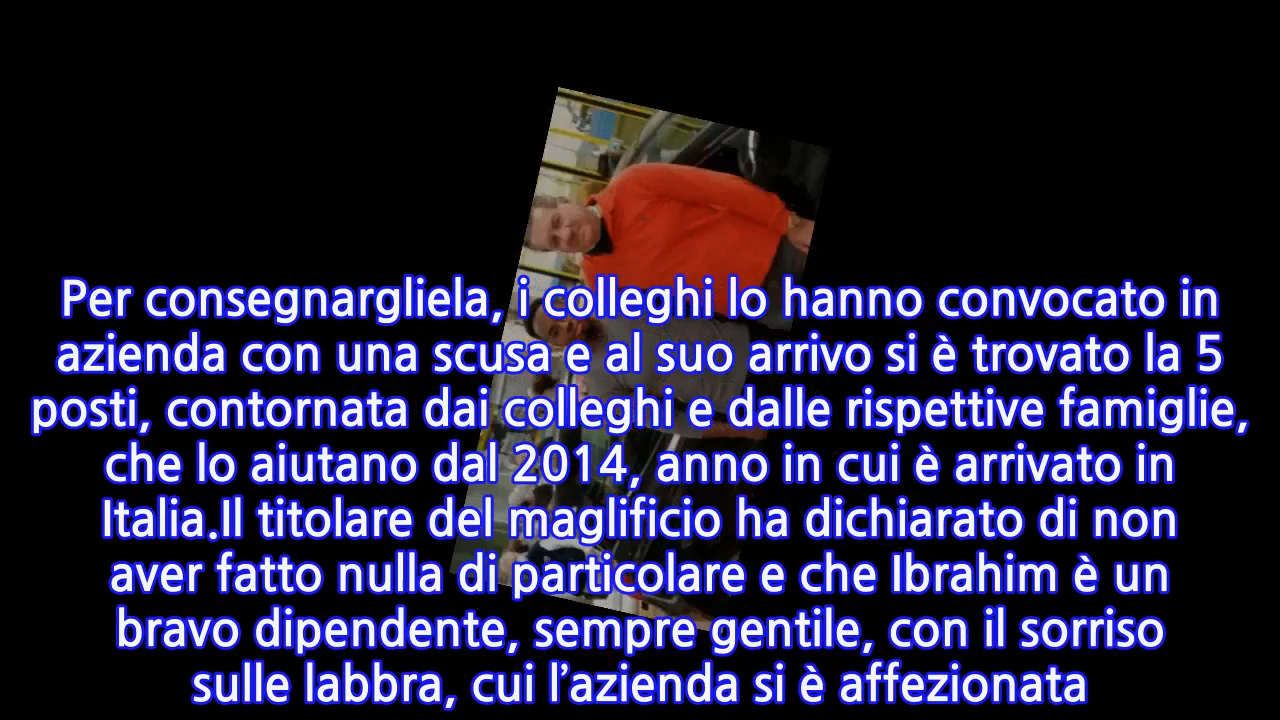 Per consegnargliela, i colleghi lo hanno convocato in
azienda con una scusa e al suo arrivo si è trovato la 5
posti, contornata dai colleghi e dalle rispettive famiglie,
che lo aiutano dal 2014, anno in cui è arrivato in
Italia.Il titolare del maglificio ha dichiarato di non
aver fatto nulla di particolare e che Ibrahim è un
bravo dipendente, sempre gentile, con il sorriso
sulle labbra, cui l’azienda si è affezionata